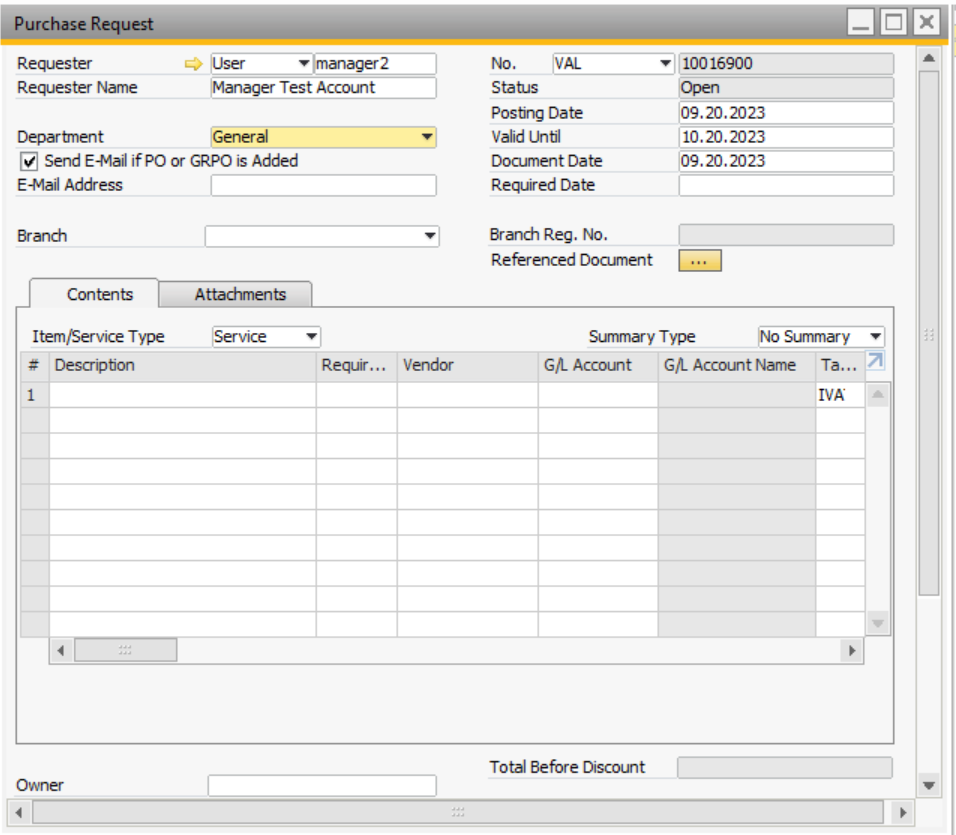 Purchase Request
Requester User manager2 No. VAL 10016900
Requester Name Manager Test Account Status Open
Posting Date 09.20.2023
Department General Valid Until 10.20.2023
Send E-Mail if PO or GRPO is Added Document Date 09.20.2023
E-Mail Address Required Date
Branch Branch Reg. No.
Referenced Document ...
Contents Attachments
Item/Service Type Service Summary Type No Summary
# Description Requir... Vendor G/L Account G/L Account Name Ta...
1 IVA
Total Before Discount
Owner